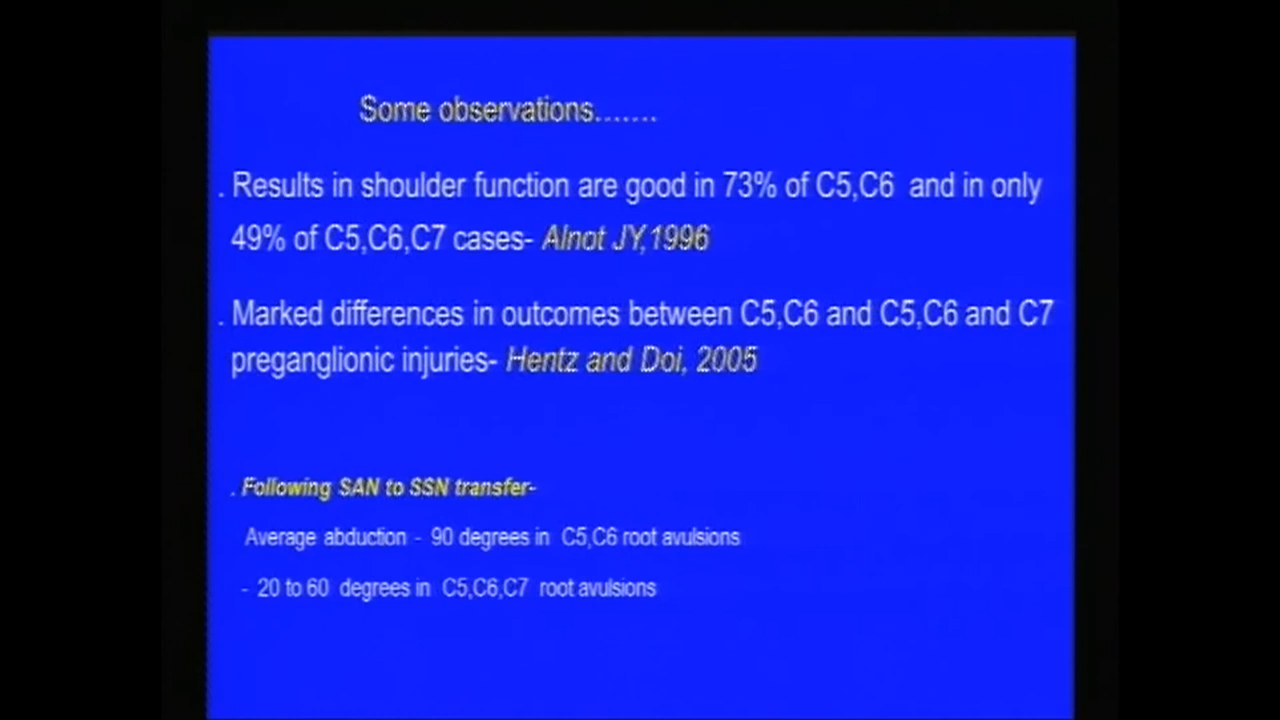 Some observations.......
. Results in shoulder function are good in 73% of C5,C6 and in only
49% of C5,C6,C7 cases- Alnot JY,1996
. Marked differences in outcomes between C5,C6 and C5,C6 and C7
preganglionic injuries- Hentz and Doi, 2005
. Following SAN to SSN transfer-
Average abduction - 90 degrees in C5,C6 root avulsions
- 20 to 60 degrees in C5,C6,C7 root avulsions